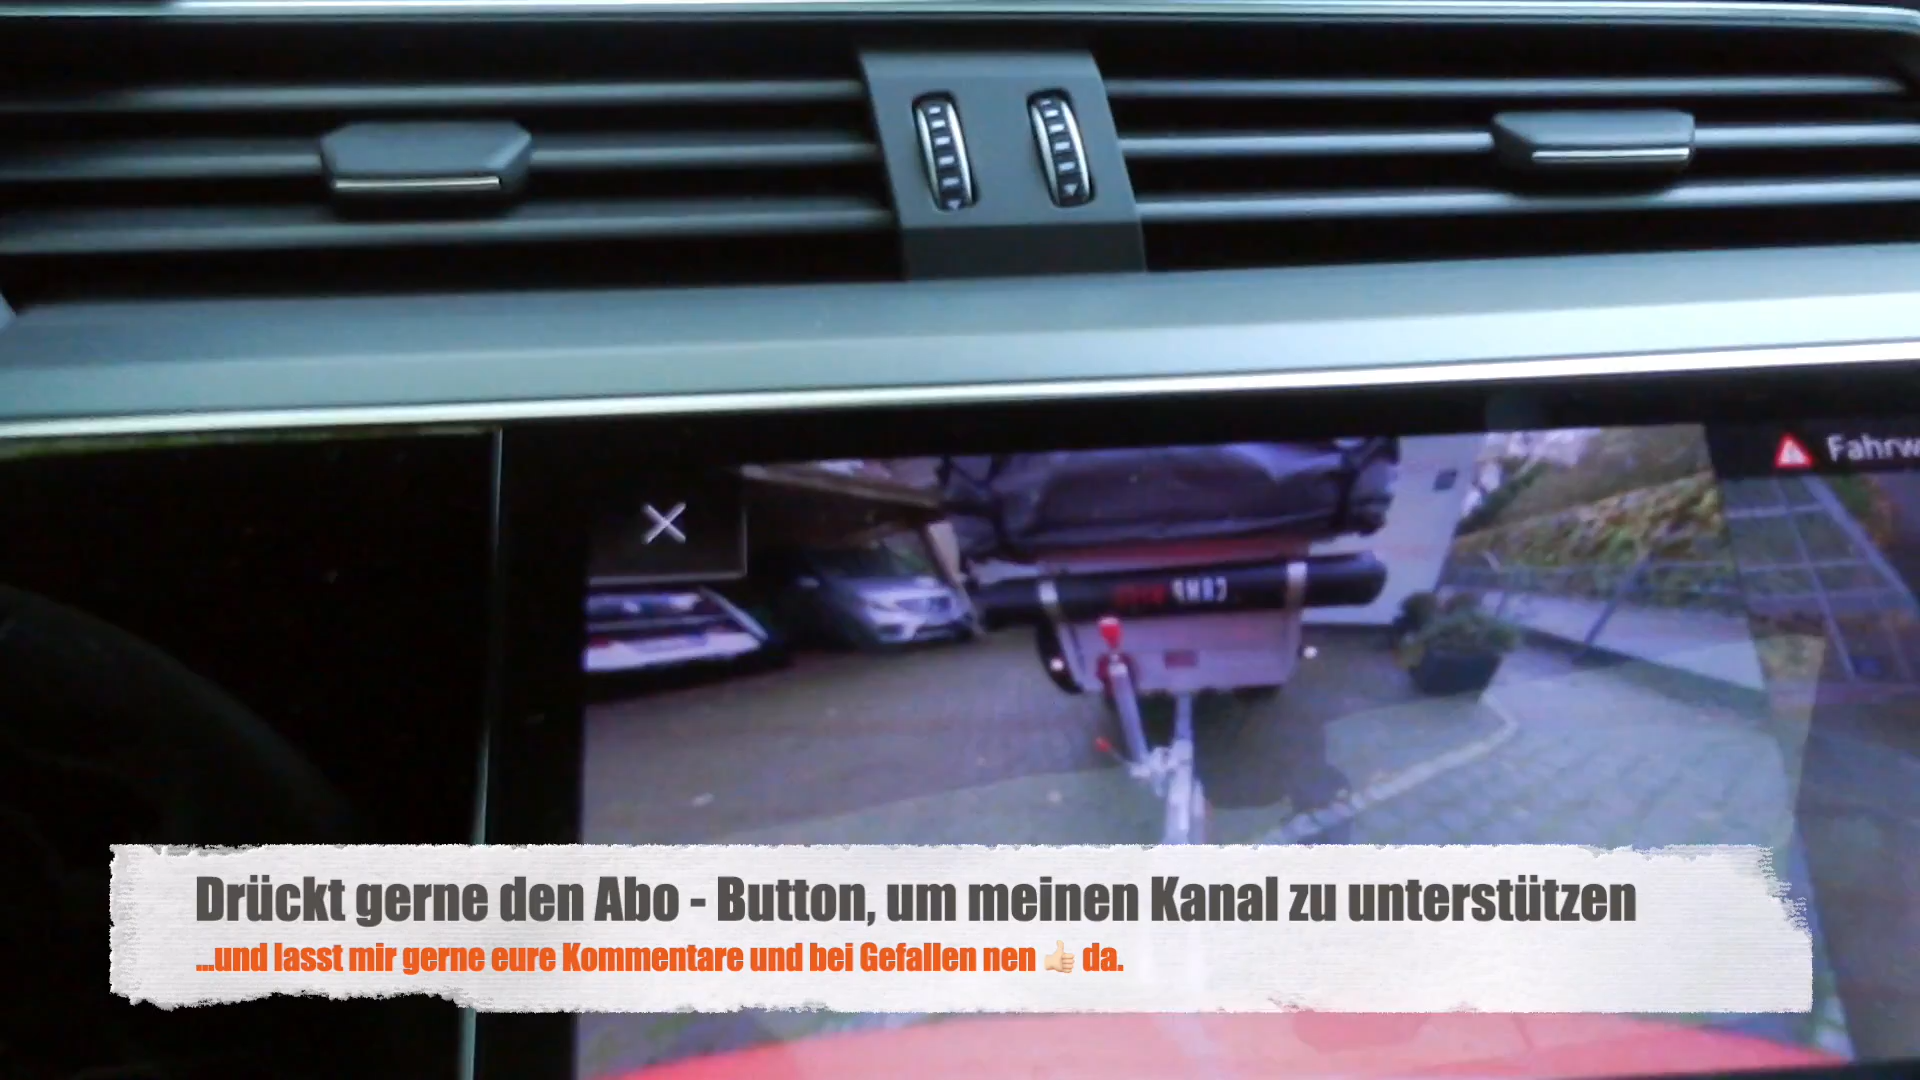 Fahrw
Drückt gerne den Abo - Button, um meinen Kanal zu unterstützen
...und lasst mir gerne eure Kommentare und bei Gefallen nen 👍🏼 da.